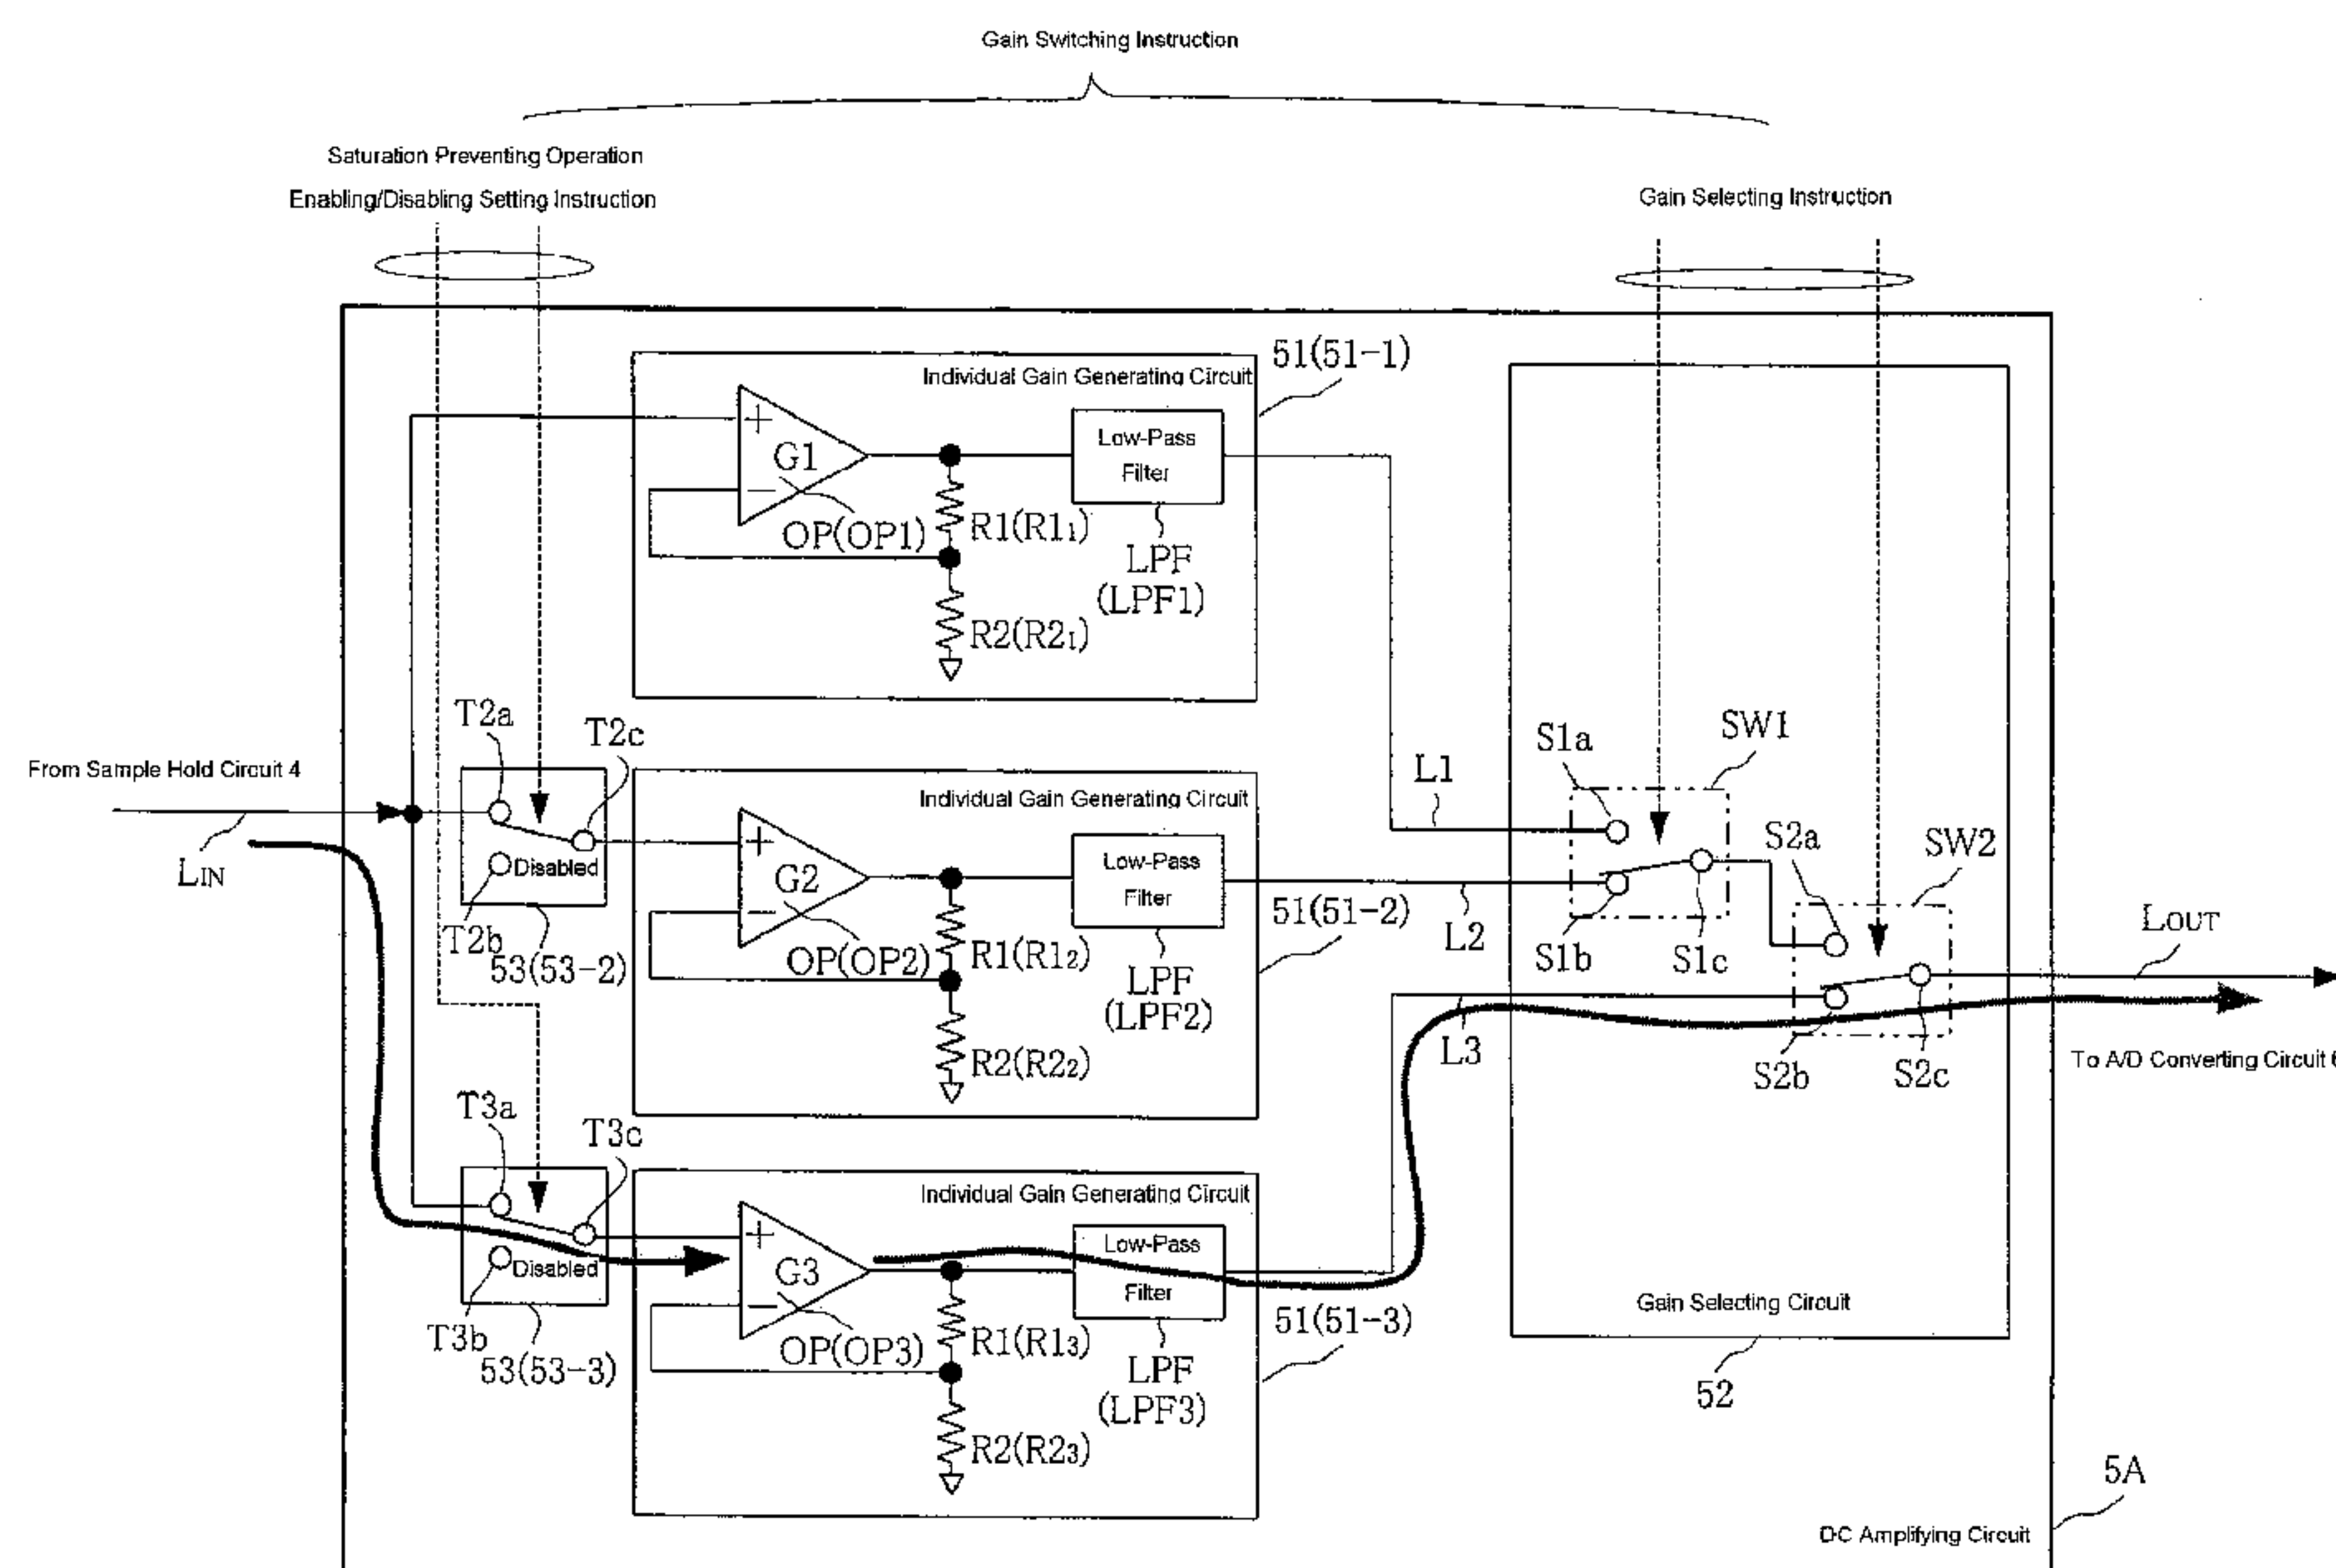 Gain Switching Instruction
Saturation Preventing Operation
Enabling/Disabling Setting Instruction
Gain Selecting Instruction
51(51-1)
Individual Gain Generating Circuit
+
G1
−
OP(OP1)
Low-Pass
Filter
R1(R1₁)
LPF
(LPF1)
R2(R2₁)
T2a
T2c
From Sample Hold Circuit 4
LIN
Disabled
T2b
53(53-2)
Individual Gain Generating Circuit
+
G2
−
OP(OP2)
Low-Pass
Filter
51(51-2)
R1(R1₂)
LPF
(LPF2)
R2(R2₂)
L1
L2
L3
S1a
SW1
S1b
S1c
S2a
SW2
S2b
S2c
LOUT
To A/D Converting Circuit 6
T3a
T3c
Disabled
T3b
53(53-3)
Individual Gain Generating Circuit
+
G3
−
OP(OP3)
Low-Pass
Filter
51(51-3)
R1(R1₃)
LPF
(LPF3)
R2(R2₃)
Gain Selecting Circuit
52
5A
DC Amplifying Circuit